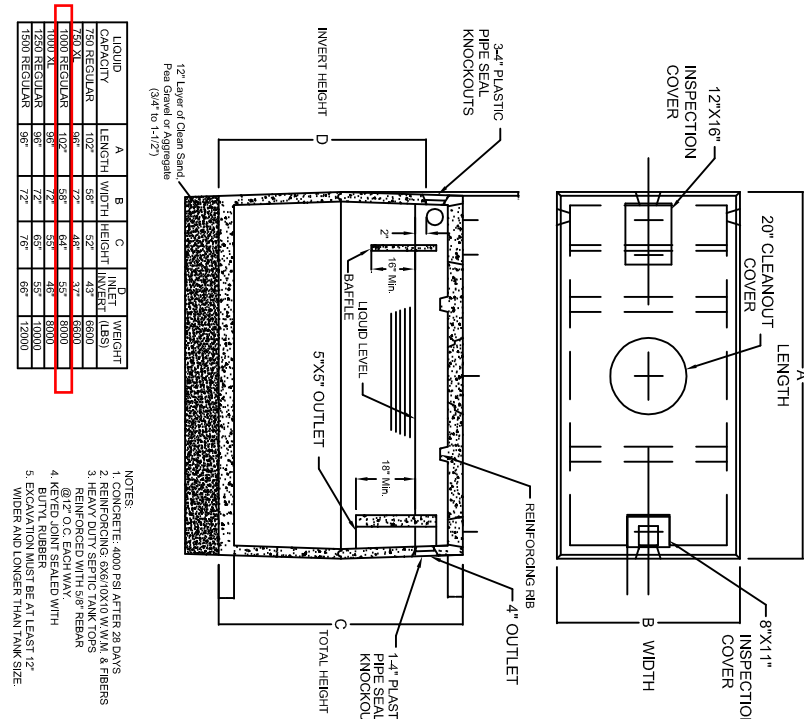 12"X16"
INSPECTION
COVER
20" CLEANOUT
COVER
A
LENGTH
8"X11"
INSPECTION
COVER
B
WIDTH
3-4" PLASTIC
PIPE SEAL
KNOCKOUTS
INVERT HEIGHT
D
12" Layer of Clean Sand,
Pea Gravel or Aggregate
(3/4" to 1-1/2")
2"
16" Min.
BAFFLE
LIQUID LEVEL
5"X5" OUTLET
18" Min.
REINFORCING RIB
4" OUTLET
1-4" PLAST
PIPE SEAL
KNOCKOU
C
TOTAL HEIGHT
LIQUID CAPACITY A LENGTH B WIDTH C HEIGHT D INLET INVERT WEIGHT (LBS)
750 REGULAR 102" 58" 52" 43" 6600
750 XL 96" 72" 48" 37" 6600
1000 REGULAR 102" 58" 64" 55" 8000
1000 XL 96" 72" 55" 46" 8000
1250 REGULAR 96" 72" 65" 55" 10000
1500 REGULAR 96" 72" 76" 66" 12000
NOTES:
1. CONCRETE: 4000 PSI AFTER 28 DAYS
2. REINFORCING: 6X6/10X10 W.W.M. & FIBERS
3. HEAVY DUTY SEPTIC TANK TOPS
REINFORCED WITH 5/8" REBAR
@12" O.C. EACH WAY.
4. KEYED JOINT SEALED WITH
BUTYL RUBBER
5. EXCAVATION MUST BE AT LEAST 12"
WIDER AND LONGER THAN TANK SIZE.